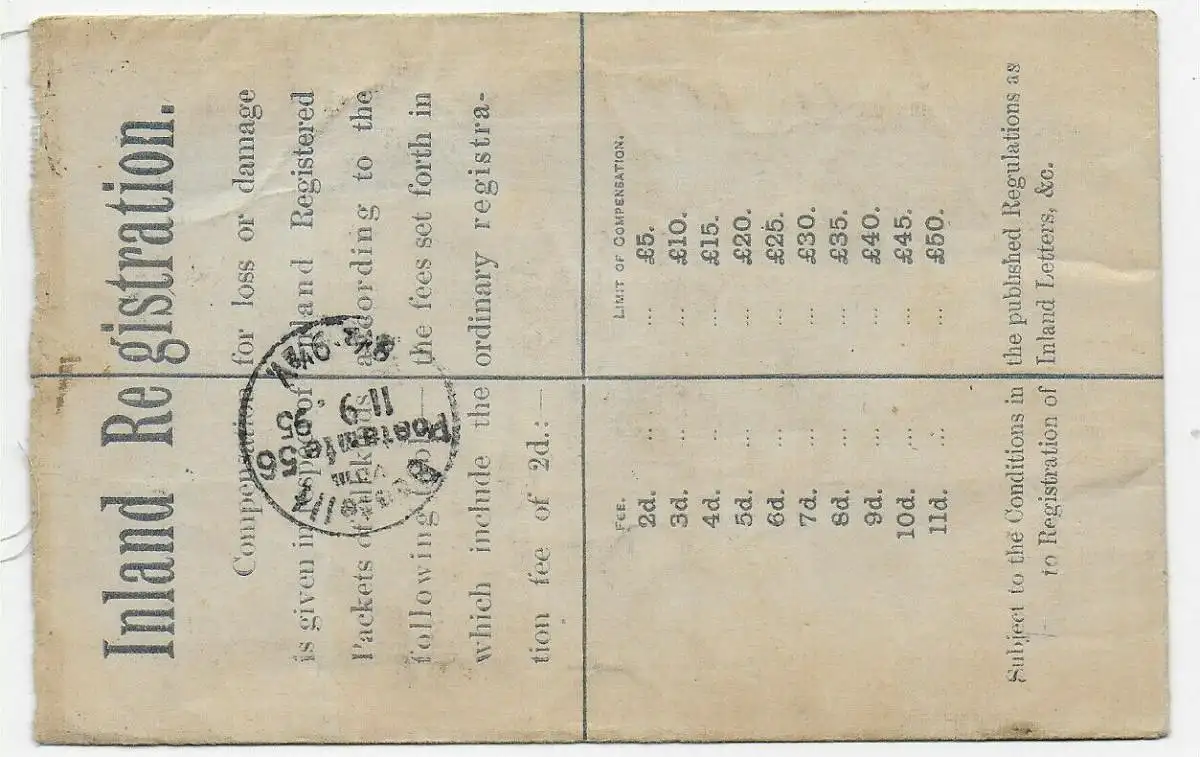 Inland Registration.
Compensation for loss or damage
is given in respect of Inland Registered
Packets of all kinds according to the
following scale— the fees set forth in
which include the ordinary registra-
tion fee of 2d.:—
FEE. LIMIT OF COMPENSATION.
2d. ... ... £5.
3d. ... ... £10.
4d. ... ... £15.
5d. ... ... £20.
6d. ... ... £25.
7d. ... ... £30.
8d. ... ... £35.
9d. ... ... £40.
10d. ... ... £45.
11d. ... ... £50.
Subject to the Conditions in the published Regulations as
to Registration of Inland Letters, &c.